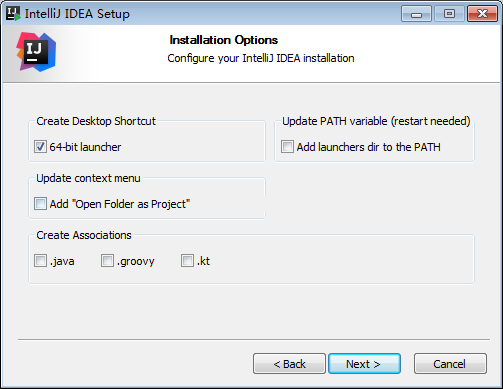 IntelliJ IDEA Setup
IJ
Installation Options
Configure your IntelliJ IDEA installation
Create Desktop Shortcut
Update PATH variable (restart needed)
64-bit launcher
Add launchers dir to the PATH
Update context menu
Add "Open Folder as Project"
Create Associations
.java .groovy .kt
< Back Next > Cancel